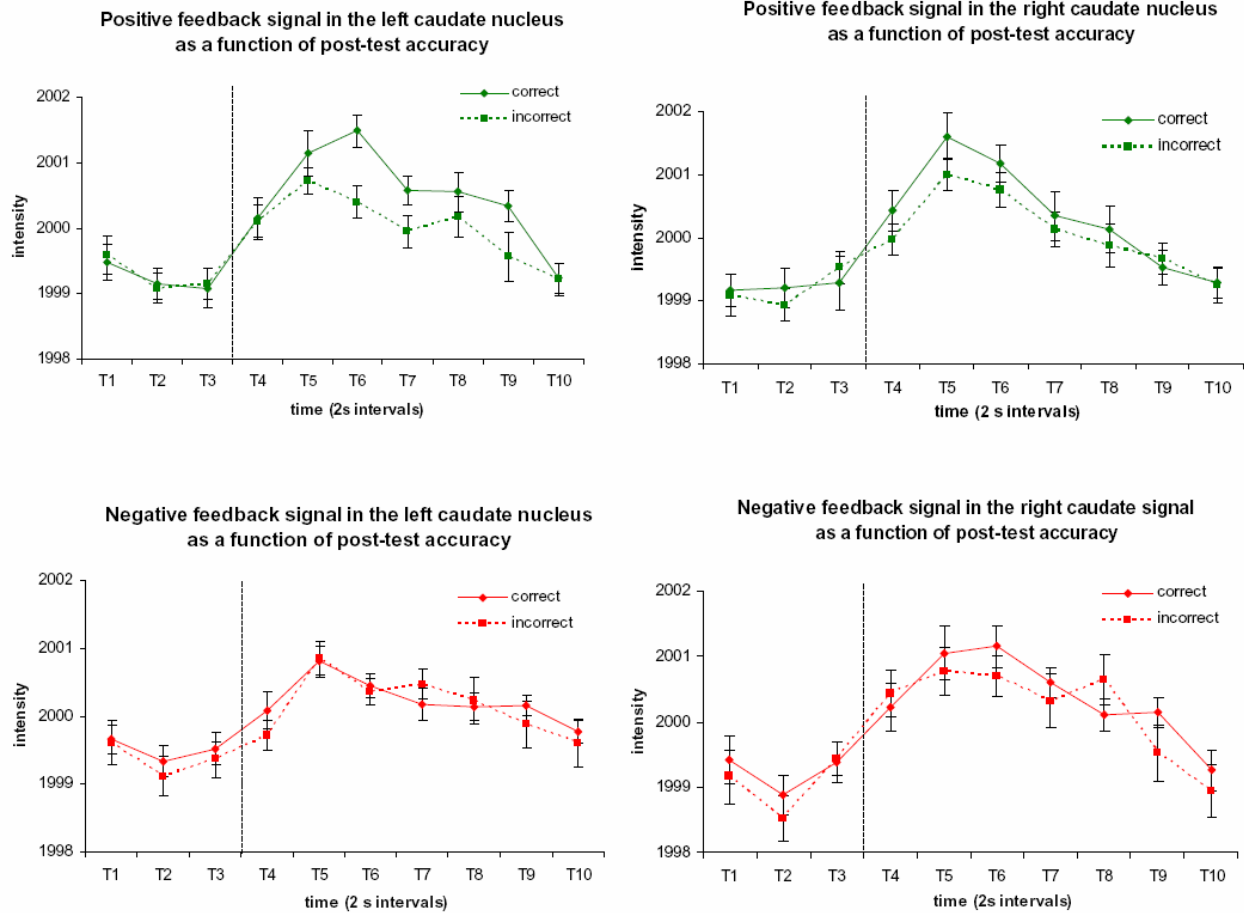 Positive feedback signal in the left caudate nucleus
as a function of post-test accuracy
2002
2001
2000
1999
1998
intensity
correct
incorrect
T1 T2 T3 T4 T5 T6 T7 T8 T9 T10
time (2s intervals)
Positive feedback signal in the right caudate nucleus
as a function of post-test accuracy
2002
2001
2000
1999
1998
intensity
correct
incorrect
T1 T2 T3 T4 T5 T6 T7 T8 T9 T10
time (2 s intervals)
Negative feedback signal in the left caudate nucleus
as a function of post-test accuracy
2002
2001
2000
1999
1998
intensity
correct
incorrect
T1 T2 T3 T4 T5 T6 T7 T8 T9 T10
time (2 s intervals)
Negative feedback signal in the right caudate signal
as a function of post-test accuracy
2002
2001
2000
1999
1998
intensity
correct
incorrect
T1 T2 T3 T4 T5 T6 T7 T8 T9 T10
time (2s intervals)